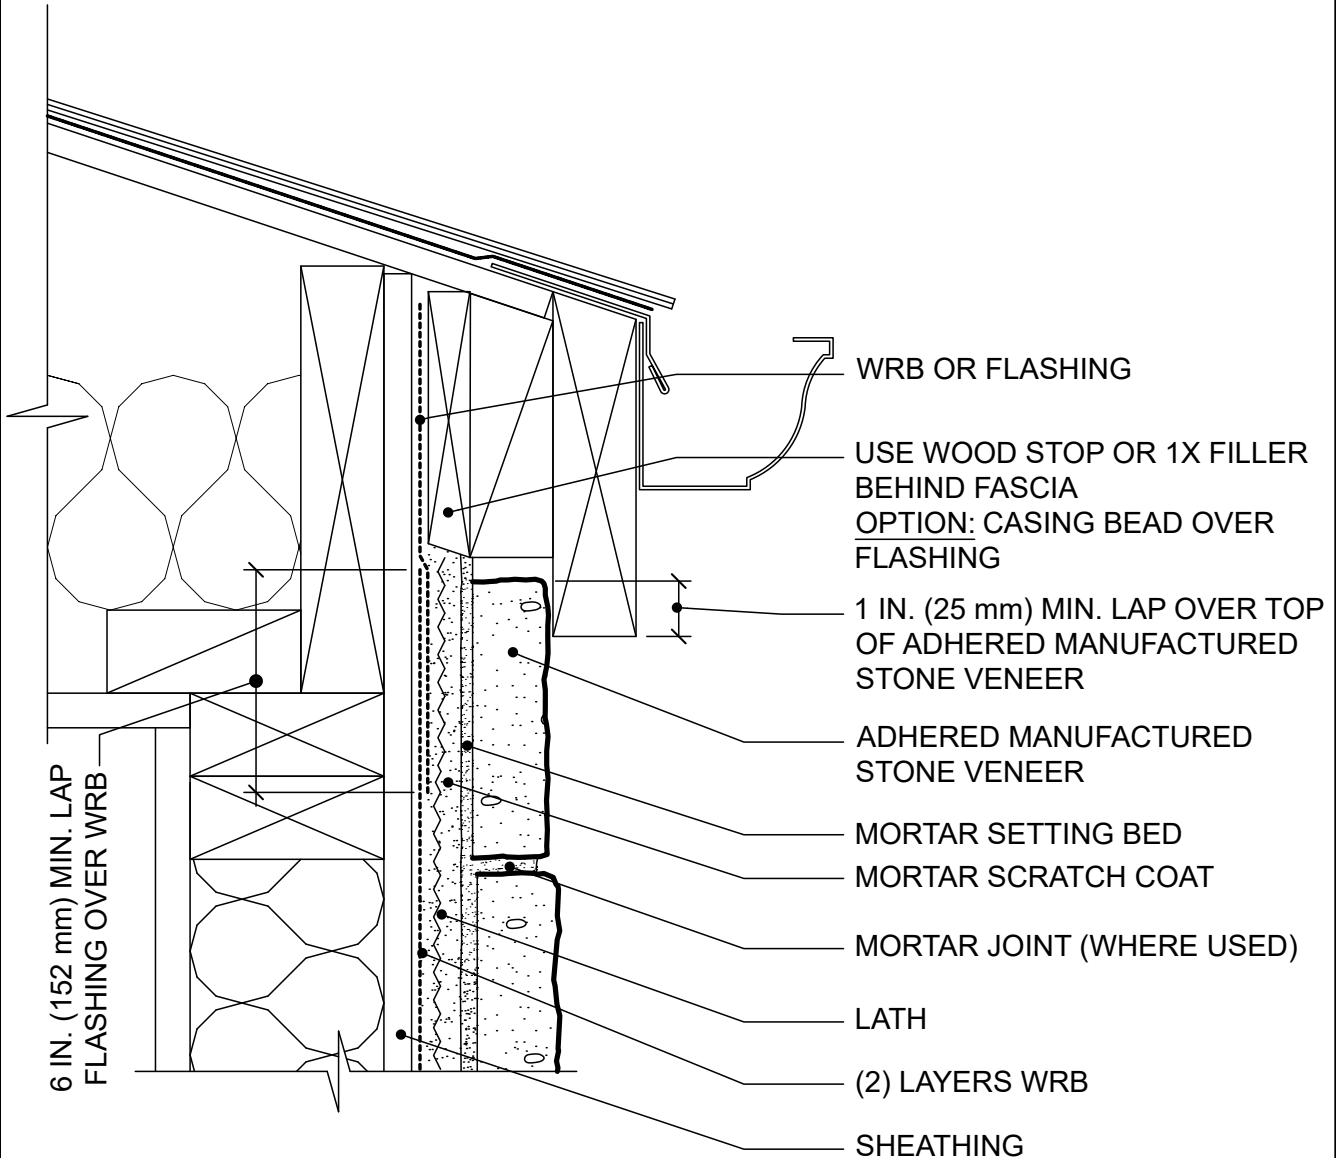 WRB OR FLASHING
USE WOOD STOP OR 1X FILLER
BEHIND FASCIA
OPTION: CASING BEAD OVER
FLASHING
1 IN. (25 mm) MIN. LAP OVER TOP
OF ADHERED MANUFACTURED
STONE VENEER
ADHERED MANUFACTURED
STONE VENEER
MORTAR SETTING BED
MORTAR SCRATCH COAT
MORTAR JOINT (WHERE USED)
LATH
(2) LAYERS WRB
SHEATHING
6 IN. (152 mm) MIN. LAP
FLASHING OVER WRB